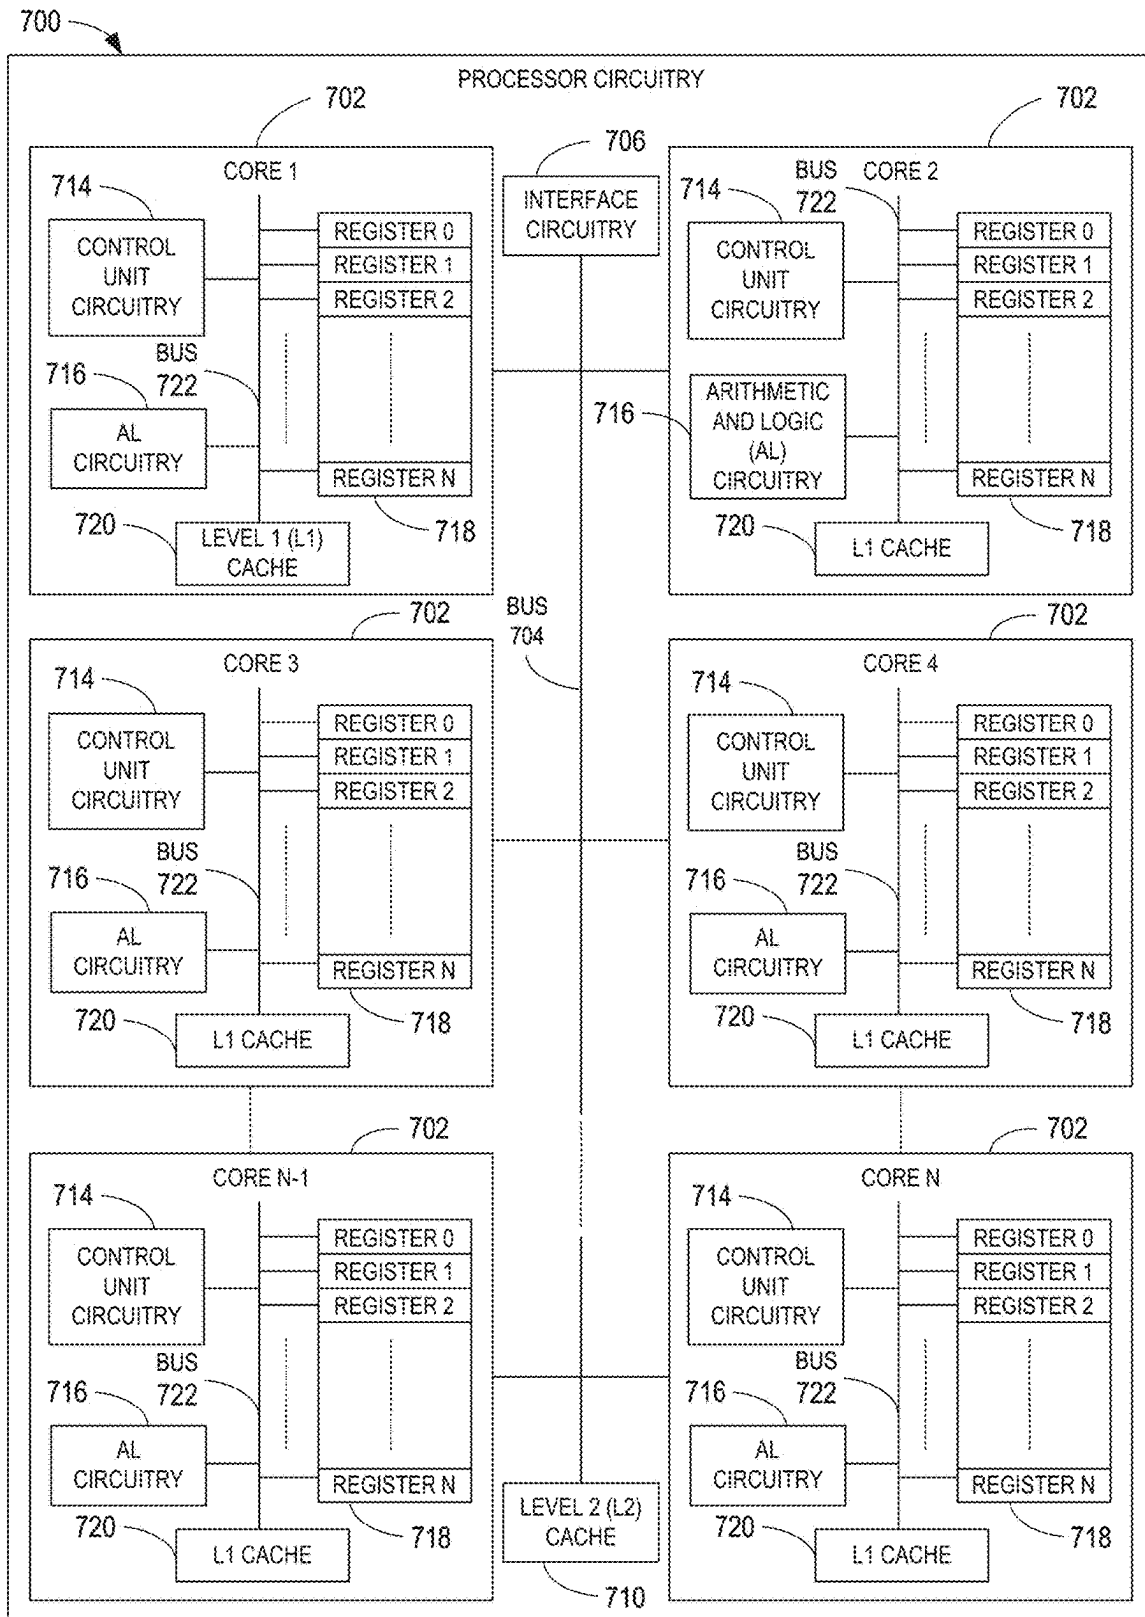 700
PROCESSOR CIRCUITRY
702
CORE 1
714
CONTROL
UNIT
CIRCUITRY
REGISTER 0
REGISTER 1
REGISTER 2
BUS
722
716
AL
CIRCUITRY
REGISTER N
718
720
LEVEL 1 (L1)
CACHE
706
INTERFACE
CIRCUITRY
702
BUS
722
CORE 2
714
CONTROL
UNIT
CIRCUITRY
REGISTER 0
REGISTER 1
REGISTER 2
716
ARITHMETIC
AND LOGIC
(AL)
CIRCUITRY
REGISTER N
718
720
L1 CACHE
BUS
704
702
CORE 3
714
CONTROL
UNIT
CIRCUITRY
REGISTER 0
REGISTER 1
REGISTER 2
BUS
722
716
AL
CIRCUITRY
REGISTER N
718
720
L1 CACHE
702
CORE 4
714
CONTROL
UNIT
CIRCUITRY
REGISTER 0
REGISTER 1
REGISTER 2
BUS
722
716
AL
CIRCUITRY
REGISTER N
718
720
L1 CACHE
702
CORE N-1
714
CONTROL
UNIT
CIRCUITRY
REGISTER 0
REGISTER 1
REGISTER 2
BUS
722
716
AL
CIRCUITRY
REGISTER N
718
720
L1 CACHE
LEVEL 2 (L2)
CACHE
710
702
CORE N
714
CONTROL
UNIT
CIRCUITRY
REGISTER 0
REGISTER 1
REGISTER 2
BUS
722
716
AL
CIRCUITRY
REGISTER N
718
720
L1 CACHE